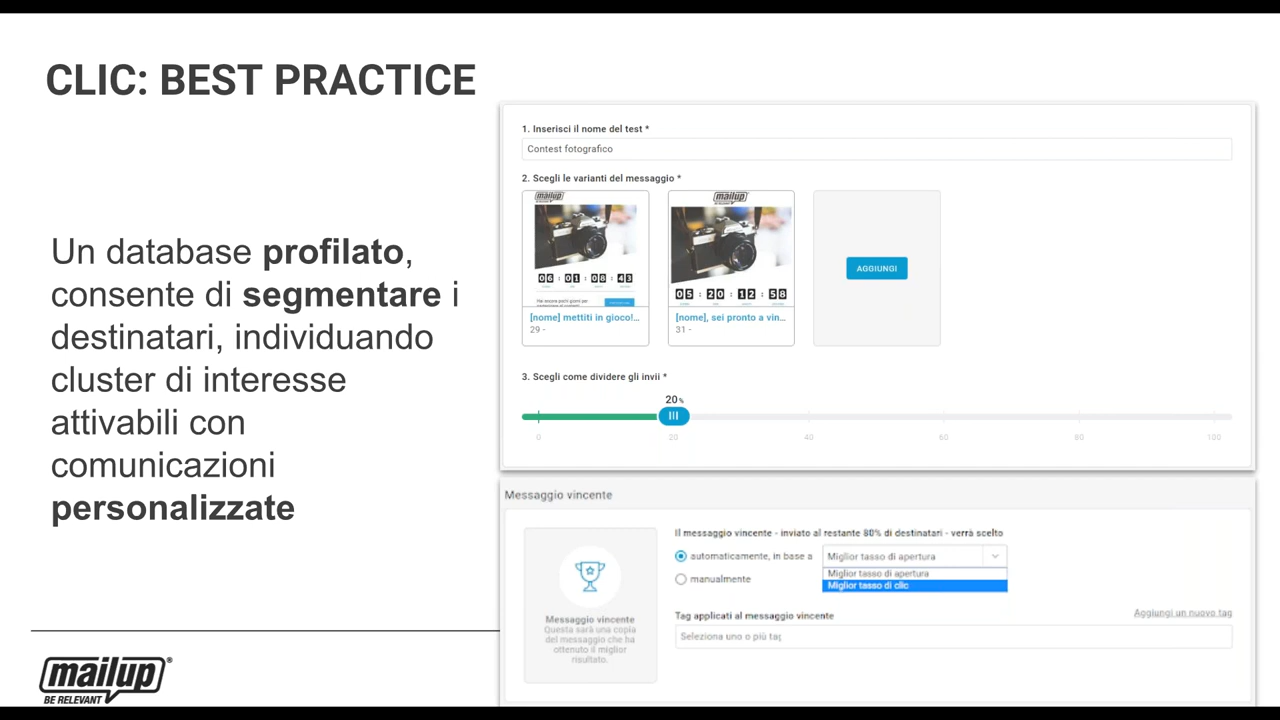 CLIC: BEST PRACTICE
Un database profilato,
consente di segmentare i
destinatari, individuando
cluster di interesse
attivabili con
comunicazioni
personalizzate
mailup®
BE RELEVANT
1. Inserisci il nome del test *
Contest fotografico
2. Scegli le varianti del messaggio *
mailup
06 : 01 : 08 : 43
[nome] mettiti in gioco!...
29 -
mailup
05 : 20 : 12 : 58
[nome], sei pronto a vin...
31 -
AGGIUNGI
3. Scegli come dividere gli invii *
20%
0 20 40 60 80 100
Messaggio vincente
Messaggio vincente
Questa sarà una copia
del messaggio che ha
ottenuto il miglior
risultato.
Il messaggio vincente - inviato al restante 80% di destinatari - verrà scelto
automaticamente, in base a Miglior tasso di apertura
Miglior tasso di apertura
Miglior tasso di clic
manualmente
Tag applicati al messaggio vincente Aggiungi un nuovo tag
Seleziona uno o più tag